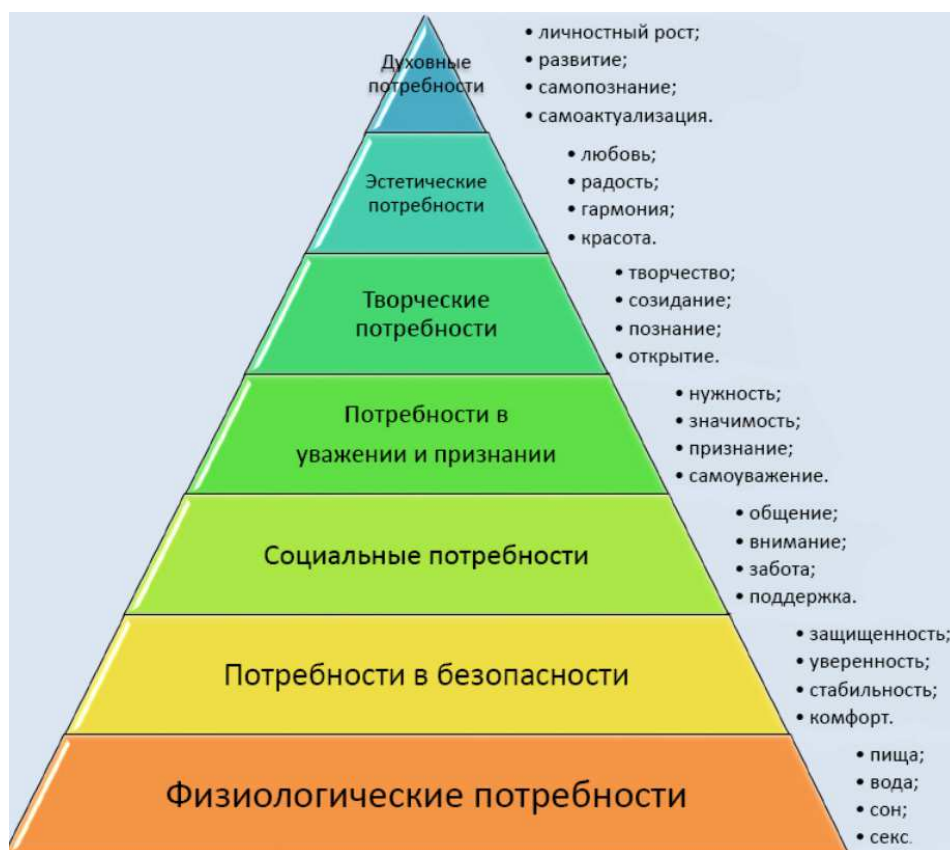 Духовные
потребности
• личностный рост;
• развитие;
• самопознание;
• самоактуализация.
Эстетические
потребности
• любовь;
• радость;
• гармония;
• красота.
Творческие
потребности
• творчество;
• созидание;
• познание;
• открытие.
Потребности в
уважении и признании
• нужность;
• значимость;
• признание;
• самоуважение.
Социальные потребности
• общение;
• внимание;
• забота;
• поддержка.
Потребности в безопасности
• защищенность;
• уверенность;
• стабильность;
• комфорт.
Физиологические потребности
• пища;
• вода;
• сон;
• секс.